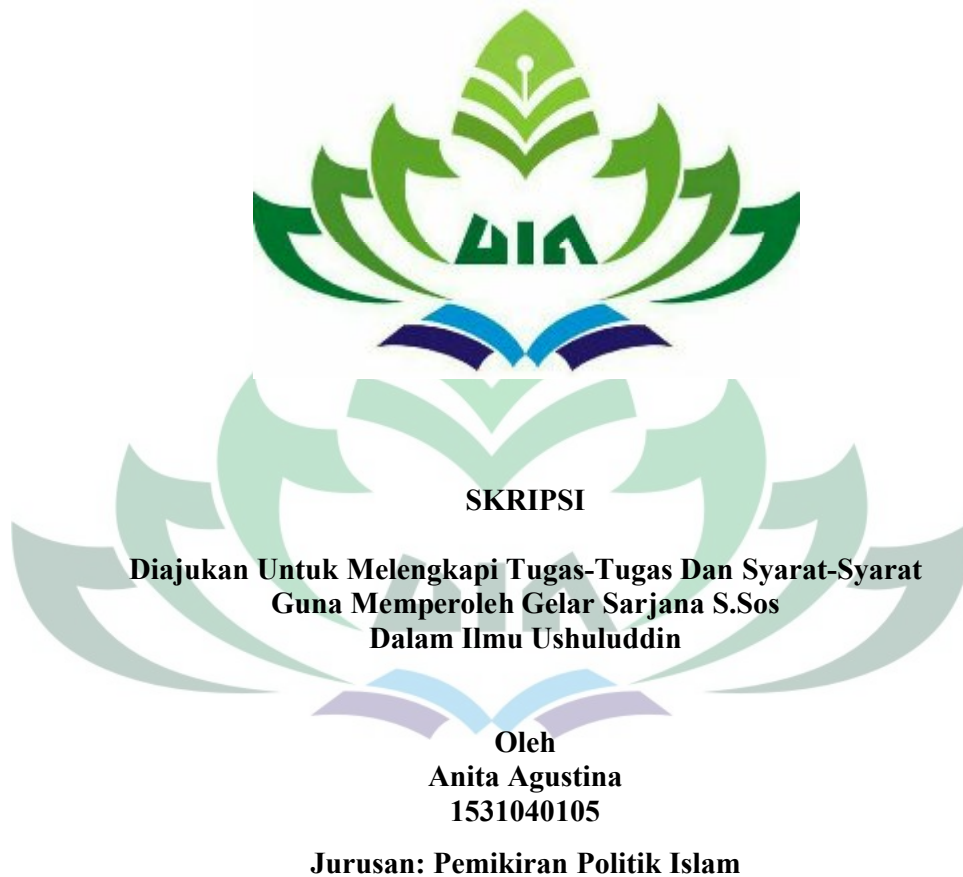 UIN
SKRIPSI
Diajukan Untuk Melengkapi Tugas-Tugas Dan Syarat-Syarat
Guna Memperoleh Gelar Sarjana S.Sos
Dalam Ilmu Ushuluddin
Oleh
Anita Agustina
1531040105
Jurusan: Pemikiran Politik Islam